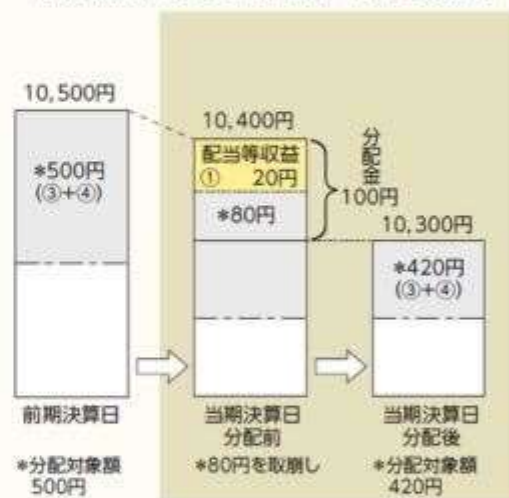 10,500円
*500円
(③+④)
前期決算日
*分配対象額
500円
10,400円
配当等収益
① 20円
*80円
分配金
100円
当期決算日
分配前
*80円を取崩し
10,300円
*420円
(③+④)
当期決算日
分配後
*分配対象額
420円